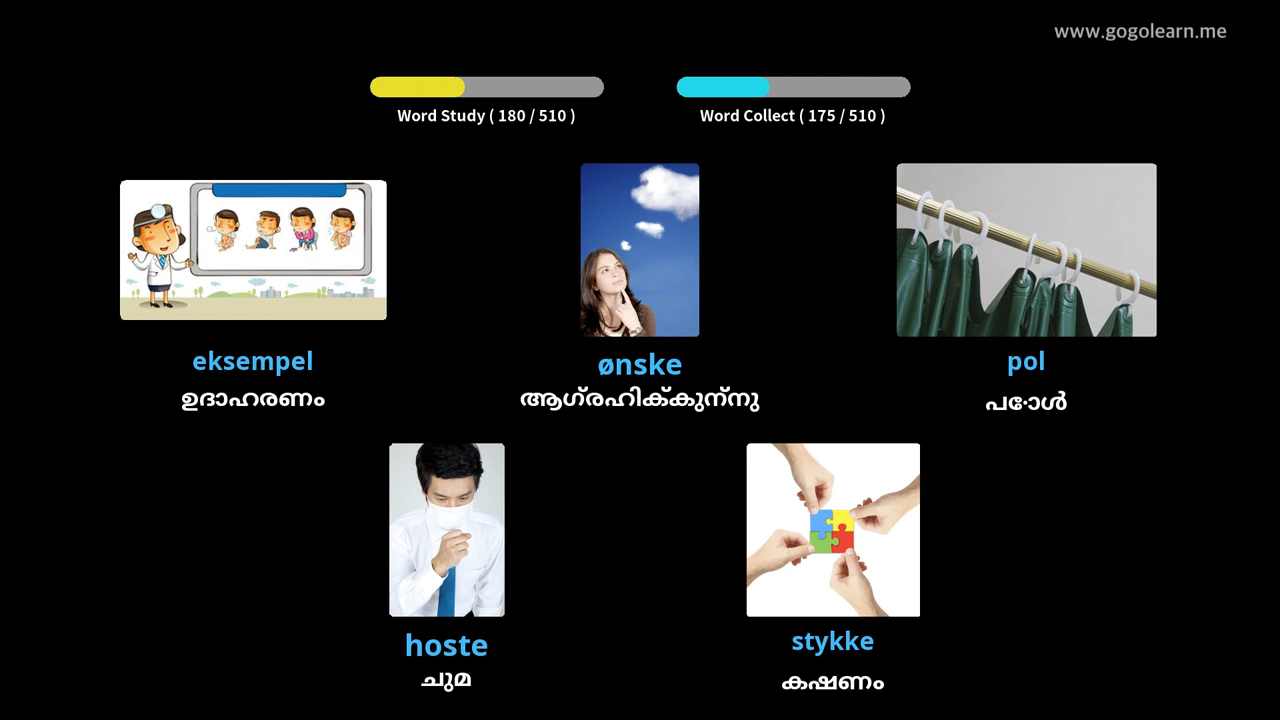 www.gogolearn.me
Word Study ( 180 / 510 )
Word Collect ( 175 / 510 )
eksempel
ഉദാഹരണം
ønske
ആഗ്രഹിക്കുന്നു
pol
പോൾ
hoste
ചുമ
stykke
കഷണം